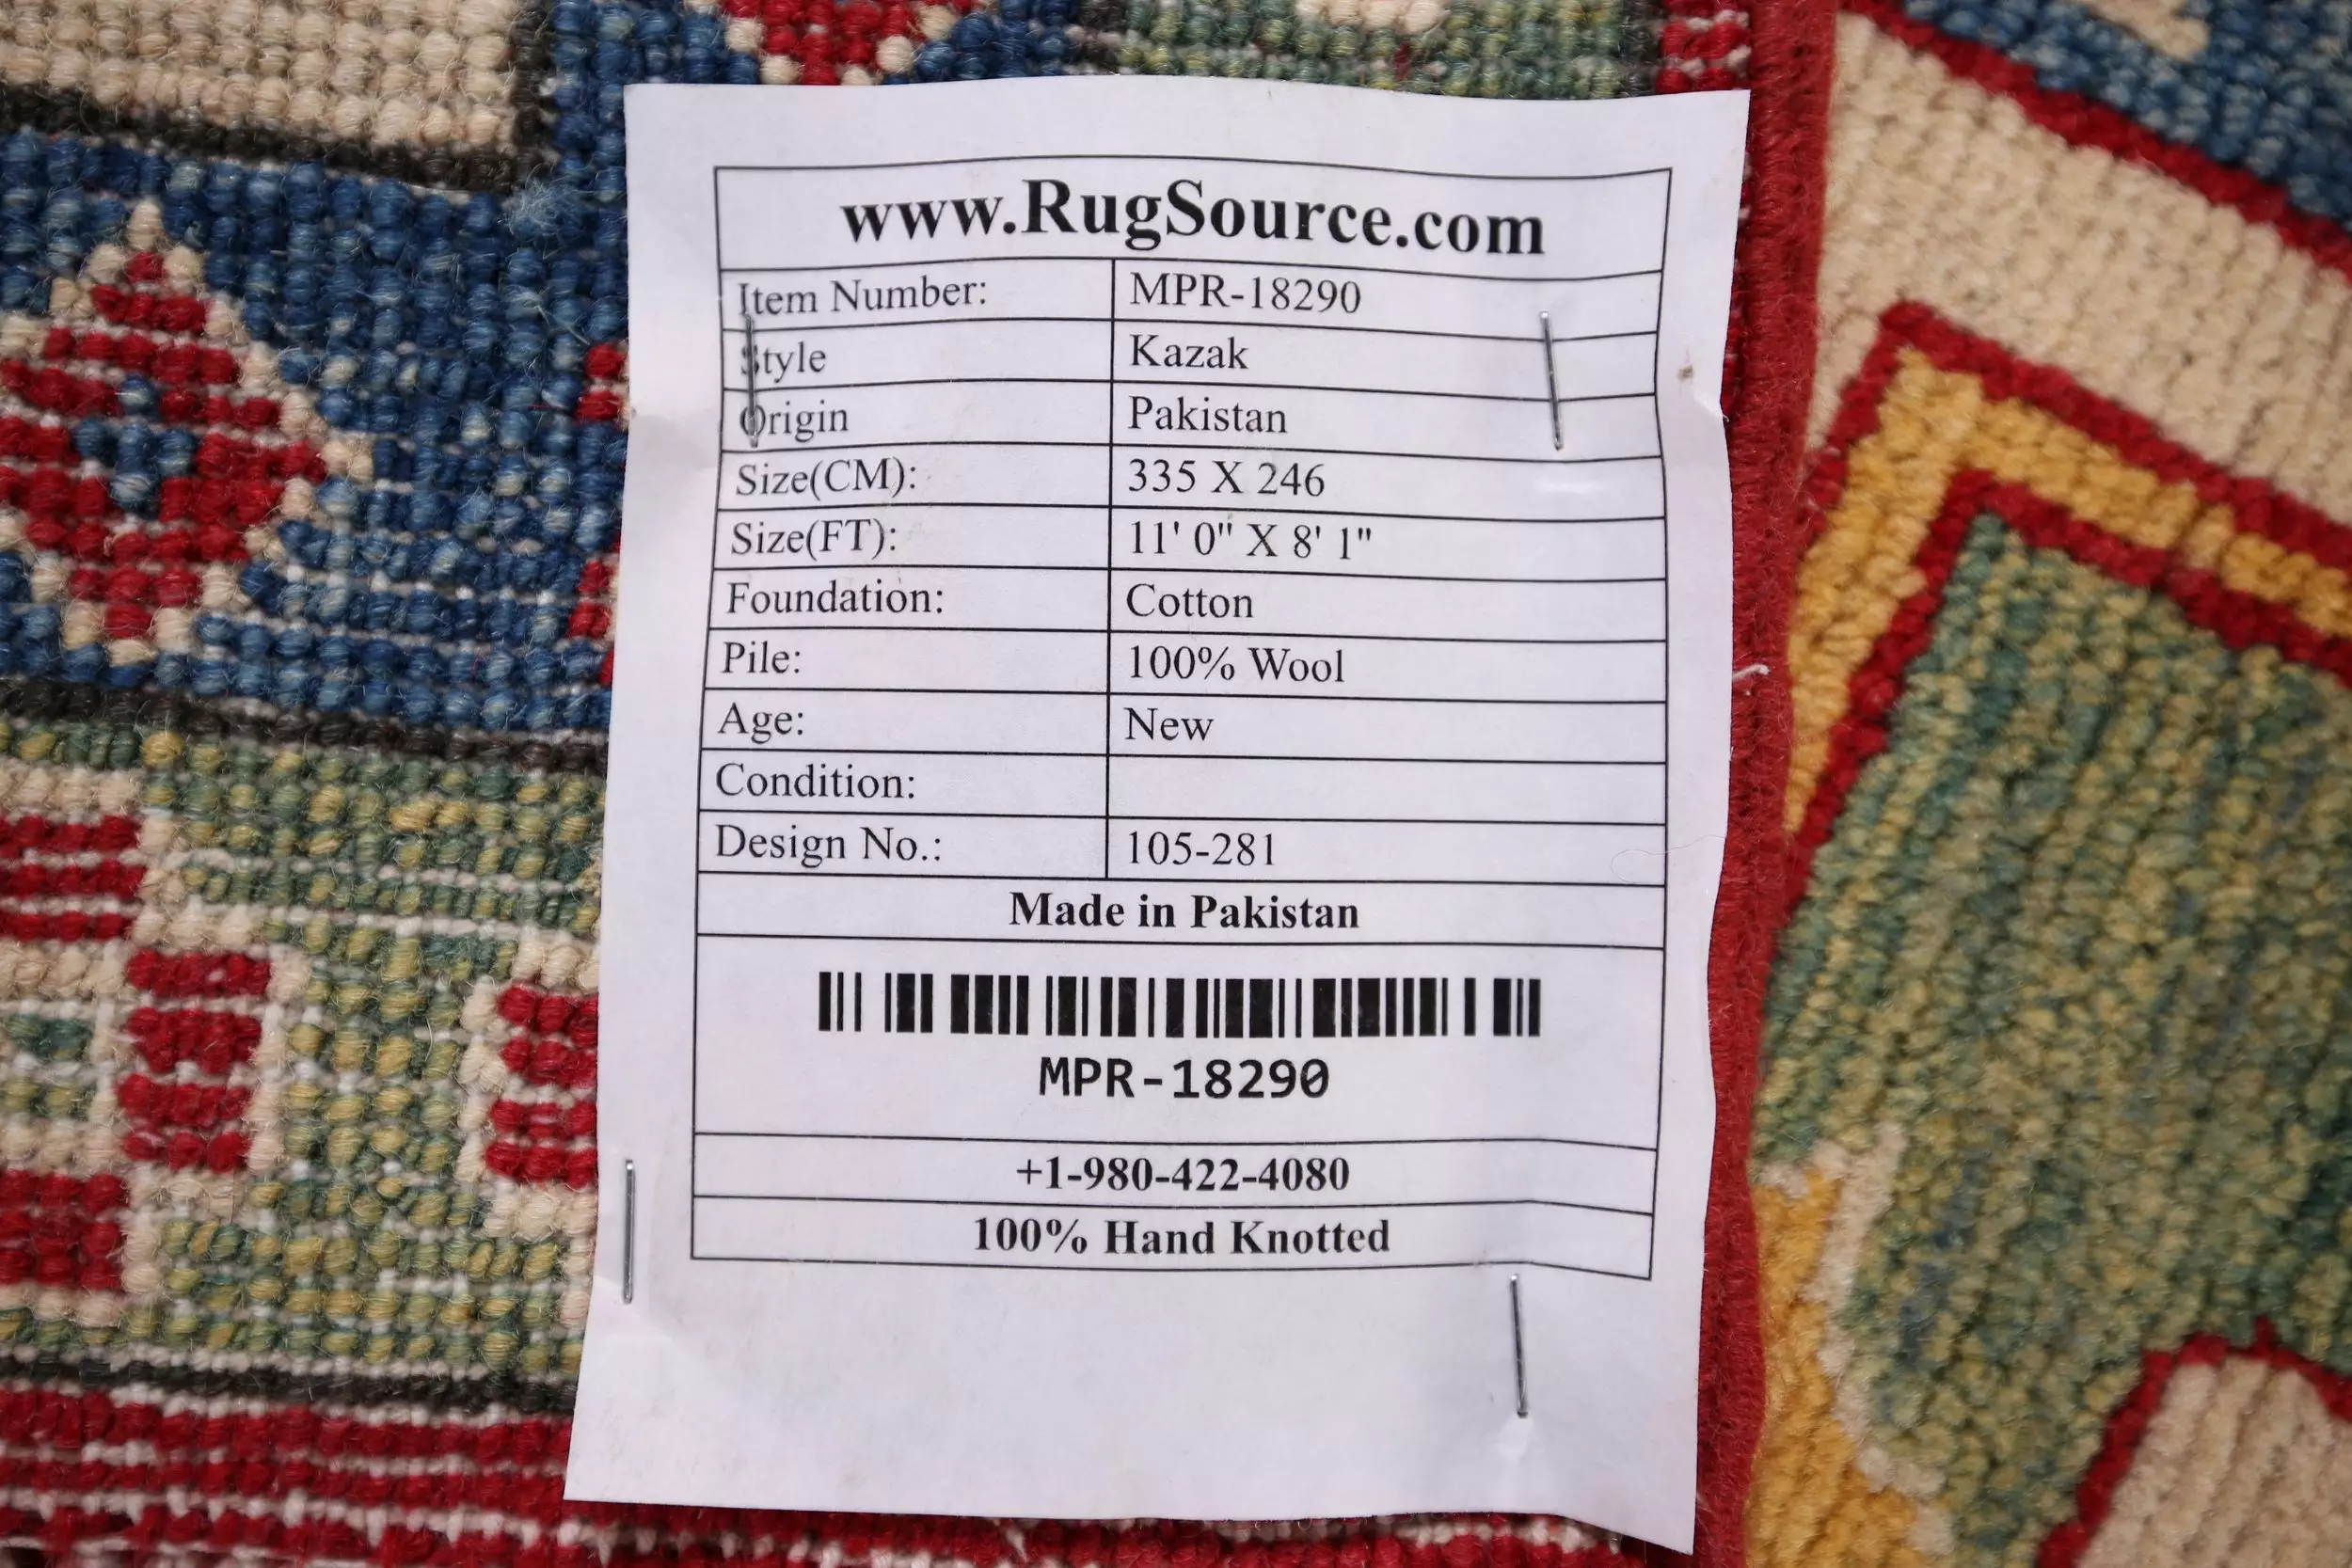 www.RugSource.com
Item Number: MPR-18290
Style Kazak
Origin Pakistan
Size(CM): 335 X 246
Size(FT): 11' 0" X 8' 1"
Foundation: Cotton
Pile: 100% Wool
Age: New
Condition:
Design No.: 105-281
Made in Pakistan
MPR-18290
+1-980-422-4080
100% Hand Knotted